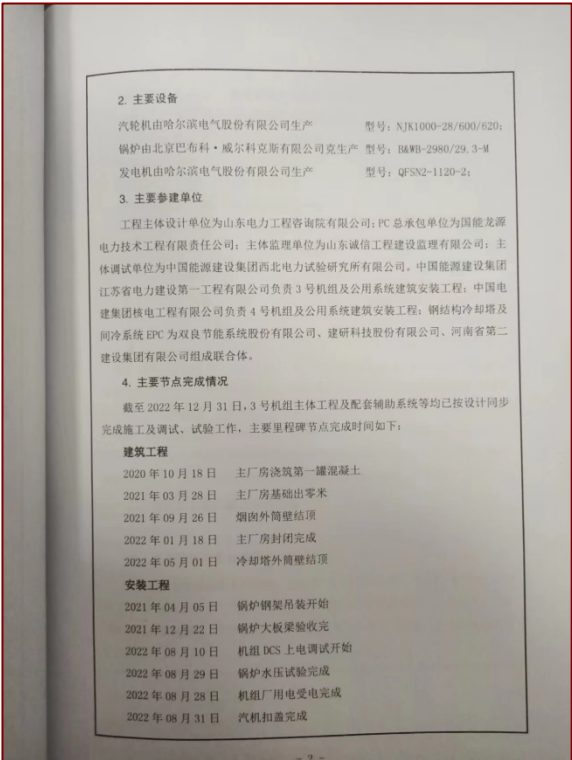 2. 主要设备
汽轮机由哈尔滨电气股份有限公司生产 型号：NJK1000-28/600/620；
锅炉由北京巴布科·威尔科克斯有限公司克生产 型号：B&WB-2980/29.3-M
发电机由哈尔滨电气股份有限公司生产 型号：QFSN2-1120-2；
3. 主要参建单位
工程主体设计单位为山东电力工程咨询院有限公司；PC 总承包单位为国能龙源
电力技术工程有限责任公司；主体监理单位为山东诚信工程建设监理有限公司；主
体调试单位为中国能源建设集团西北电力试验研究所有限公司。中国能源建设集团
江苏省电力建设第一工程有限公司负责 3 号机组及公用系统建筑安装工程；中国电
建集团核电工程有限公司负责 4 号机组及公用系统建筑安装工程；钢结构冷却塔及
间冷系统 EPC 为双良节能系统股份有限公司、建研科技股份有限公司、河南省第二
建设集团有限公司组成联合体。
4. 主要节点完成情况
截至 2022 年 12 月 31 日，3 号机组主体工程及配套辅助系统等均已按设计同步
完成施工及调试、试验工作，主要里程碑节点完成时间如下：
建筑工程
2020 年 10 月 18 日 主厂房浇筑第一罐混凝土
2021 年 03 月 28 日 主厂房基础出零米
2021 年 09 月 26 日 烟囱外筒壁结顶
2022 年 01 月 18 日 主厂房封闭完成
2022 年 05 月 01 日 冷却塔外筒壁结顶
安装工程
2021 年 04 月 05 日 锅炉钢架吊装开始
2021 年 12 月 22 日 锅炉大板梁验收完
2022 年 08 月 10 日 机组 DCS 上电调试开始
2022 年 08 月 29 日 锅炉水压试验完成
2022 年 08 月 28 日 机组厂用电受电完成
2022 年 08 月 31 日 汽机扣盖完成
- 2 -